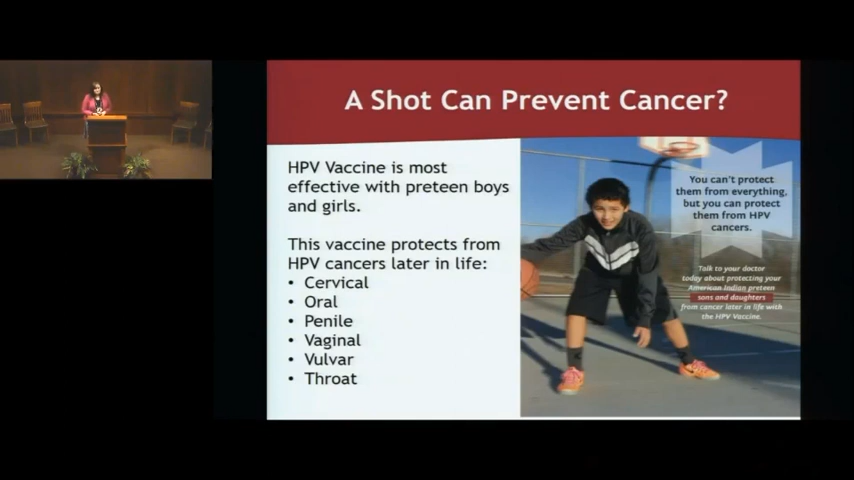 A Shot Can Prevent Cancer?
HPV Vaccine is most
effective with preteen boys
and girls.
This vaccine protects from
HPV cancers later in life:
• Cervical
• Oral
• Penile
• Vaginal
• Vulvar
• Throat
You can't protect
them from everything,
but you can protect
them from HPV
cancers.
Talk to your doctor
today about protecting your
American Indian preteen
sons and daughters
from cancer later in life with
the HPV Vaccine.